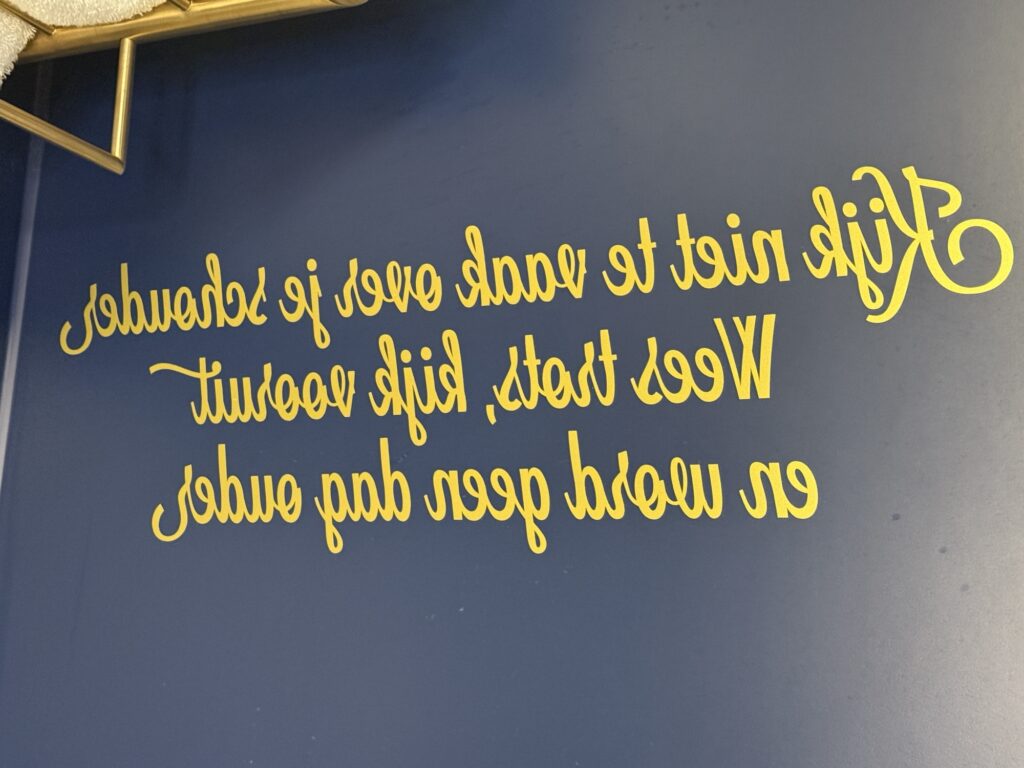 Kijk niet te vaak over je schouder
Wees trots, kijk vooruit
en word geen dag ouder